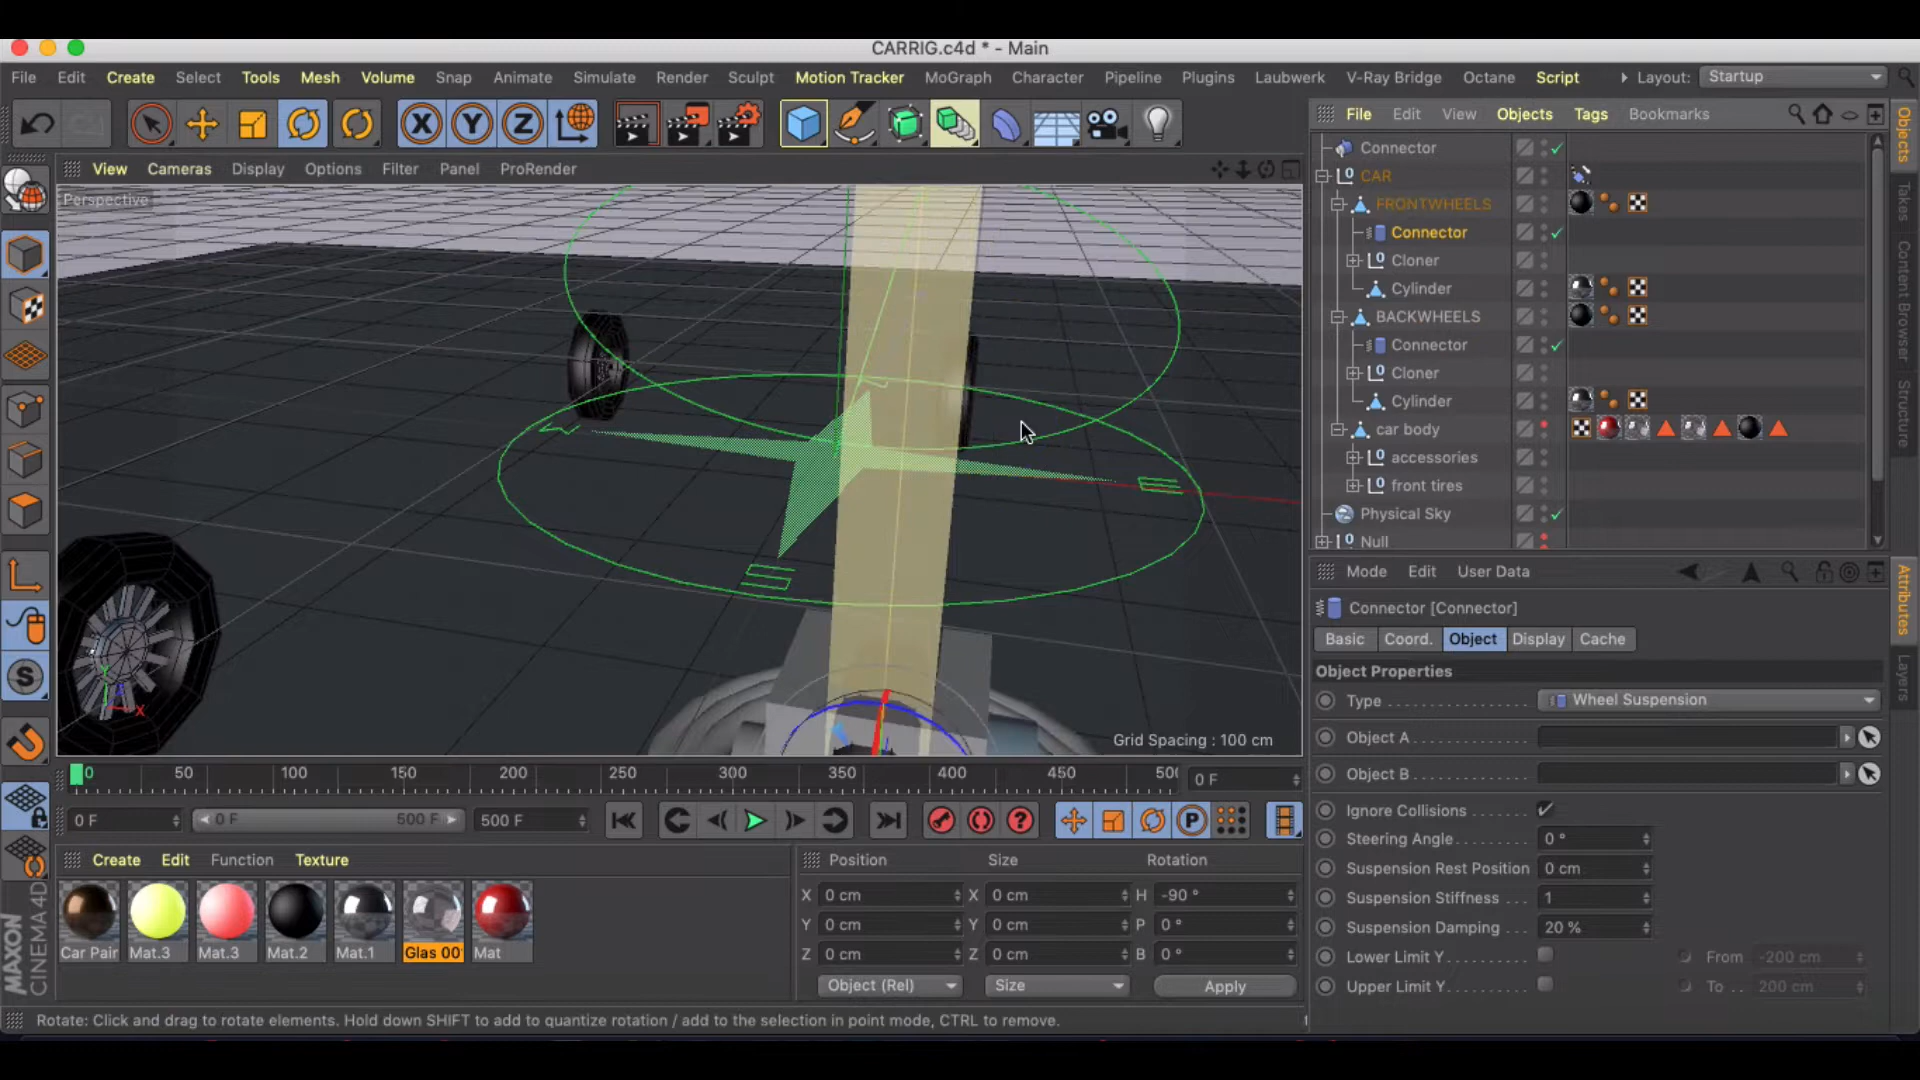 CARRIG.c4d * - Main
File Edit Create Select Tools Mesh Volume Snap Animate Simulate Render Sculpt Motion Tracker MoGraph Character Pipeline Plugins Laubwerk V-Ray Bridge Octane Script Layout: Startup
File Edit View Objects Tags Bookmarks
View Cameras Display Options Filter Panel ProRender
Perspective
Connector
CAR
FRONTWHEELS
Connector
Cloner
Cylinder
BACKWHEELS
Connector
Cloner
Cylinder
car body
accessories
front tires
Physical Sky
Null
Objects
Takes
Content Browser
Structure
Mode Edit User Data
Connector [Connector]
Basic Coord. Object Display Cache
Object Properties
Type Wheel Suspension
Object A
Object B
Ignore Collisions
Steering Angle 0 °
Suspension Rest Position 0 cm
Suspension Stiffness 1
Suspension Damping 20 %
Lower Limit Y From -200 cm
Upper Limit Y To 200 cm
Attributes
Layers
Y Z X
Grid Spacing : 100 cm
0 50 100 150 200 250 300 350 400 450 50 0 F
0 F 0 F 500 F 500 F
Create Edit Function Texture
Car Pair Mat.3 Mat.3 Mat.2 Mat.1 Glas 00 Mat
Position Size Rotation
X 0 cm X 0 cm H -90 °
Y 0 cm Y 0 cm P 0 °
Z 0 cm Z 0 cm B 0 °
Object (Rel) Size Apply
MAXON
CINEMA 4D
Rotate: Click and drag to rotate elements. Hold down SHIFT to add to quantize rotation / add to the selection in point mode, CTRL to remove.